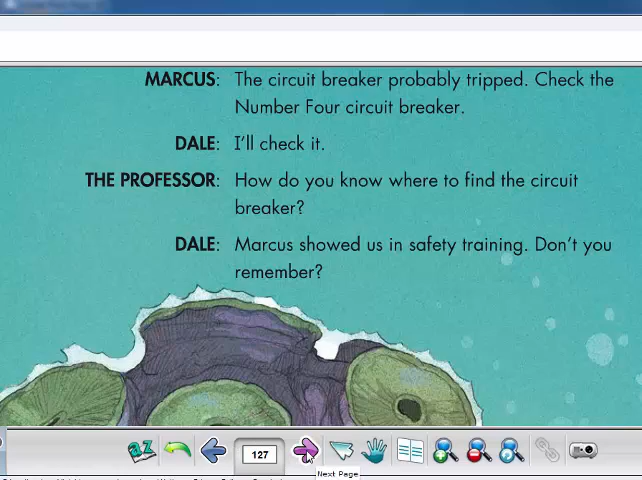 MARCUS: The circuit breaker probably tripped. Check the
Number Four circuit breaker.
DALE: I'll check it.
THE PROFESSOR: How do you know where to find the circuit
breaker?
DALE: Marcus showed us in safety training. Don't you
remember?
az
127
Next Page